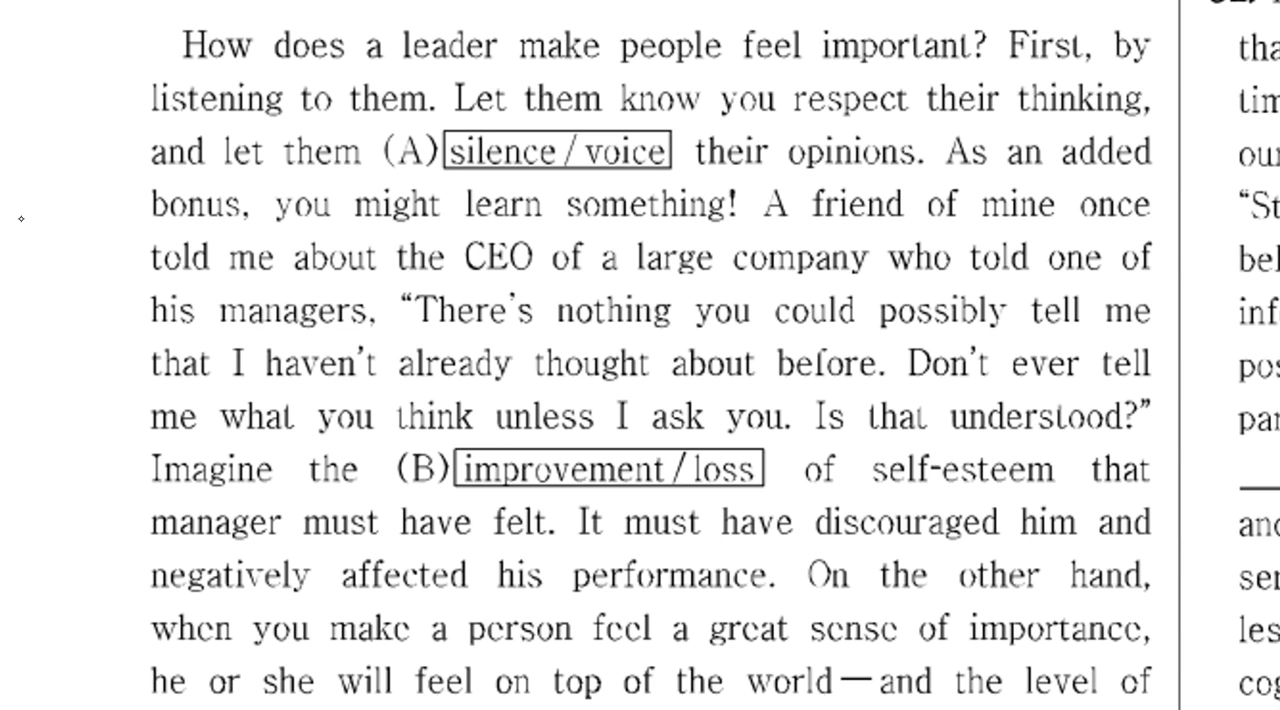 How does a leader make people feel important? First, by
listening to them. Let them know you respect their thinking,
and let them (A) silence / voice their opinions. As an added
bonus, you might learn something! A friend of mine once
told me about the CEO of a large company who told one of
his managers, “There's nothing you could possibly tell me
that I haven't already thought about before. Don't ever tell
me what you think unless I ask you. Is that understood?”
Imagine the (B) improvement / loss of self-esteem that
manager must have felt. It must have discouraged him and
negatively affected his performance. On the other hand,
when you make a person feel a great sense of importance,
he or she will feel on top of the world—and the level of